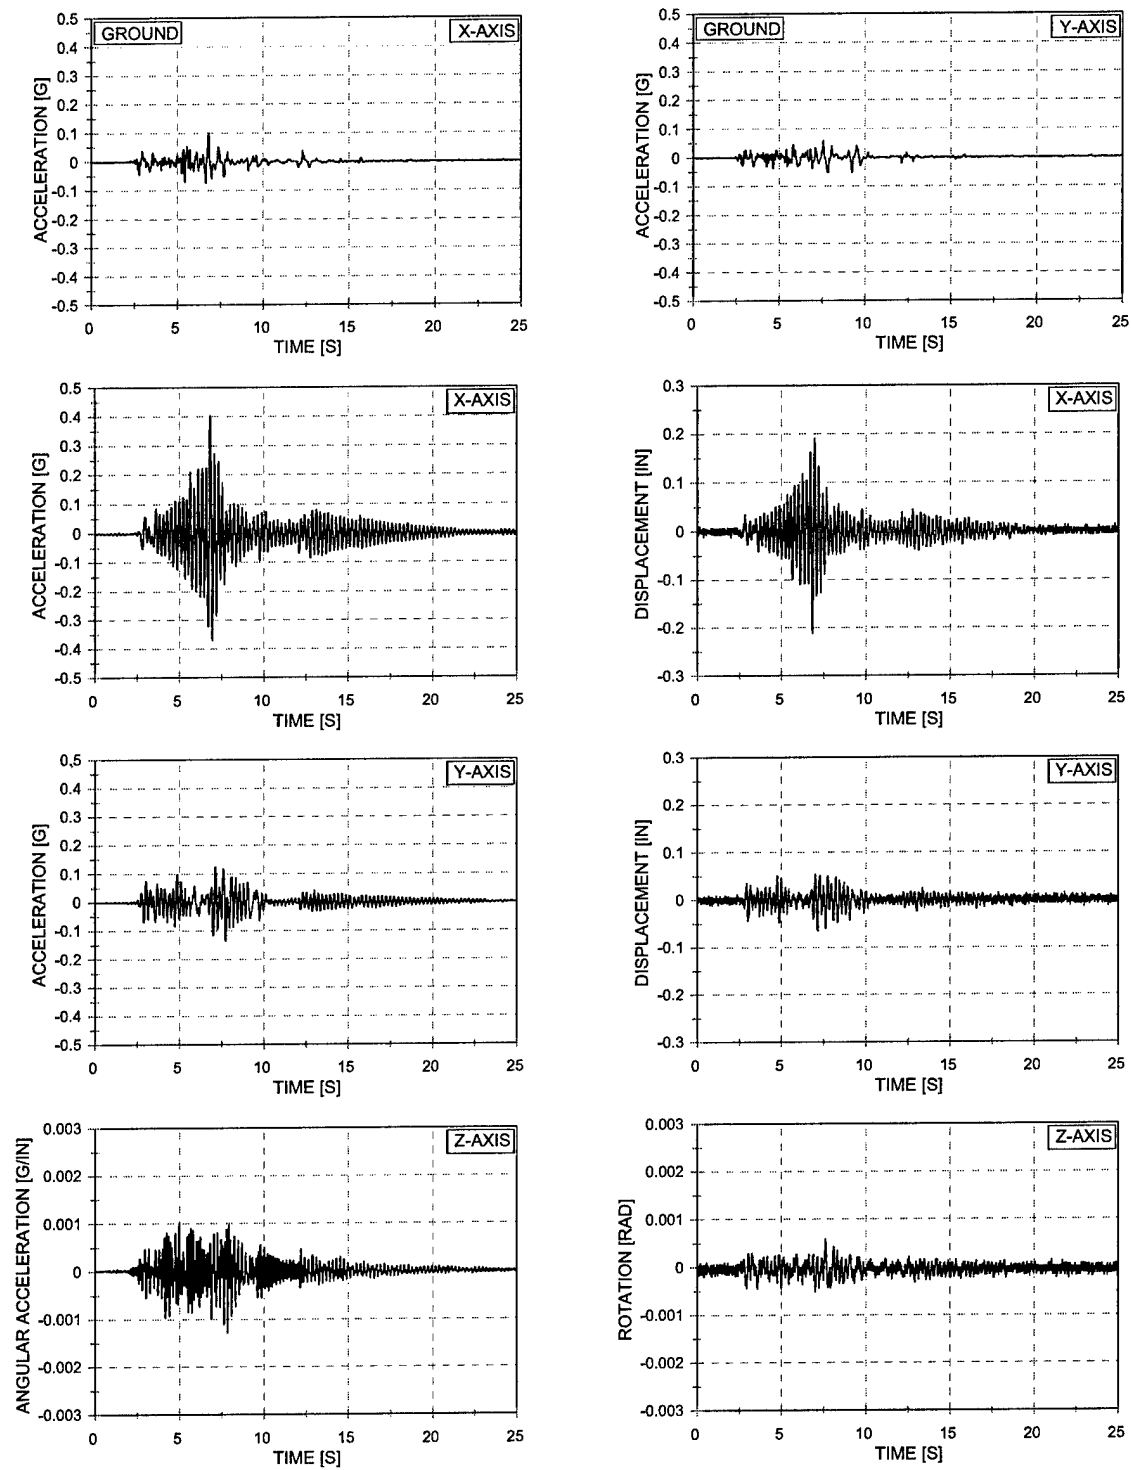 GROUND X-AXIS
0.5
0.4
0.3
0.2
0.1
0
-0.1
-0.2
-0.3
-0.4
-0.5
ACCELERATION [G]
0 5 10 15 20 25
TIME [S]
GROUND Y-AXIS
0.5
0.4
0.3
0.2
0.1
0
-0.1
-0.2
-0.3
-0.4
-0.5
ACCELERATION [G]
0 5 10 15 20 25
TIME [S]
X-AXIS
0.5
0.4
0.3
0.2
0.1
0
-0.1
-0.2
-0.3
-0.4
-0.5
ACCELERATION [G]
0 5 10 15 20 25
TIME [S]
X-AXIS
0.3
0.2
0.1
0
-0.1
-0.2
-0.3
DISPLACEMENT [IN]
0 5 10 15 20 25
TIME [S]
Y-AXIS
0.5
0.4
0.3
0.2
0.1
0
-0.1
-0.2
-0.3
-0.4
-0.5
ACCELERATION [G]
0 5 10 15 20 25
TIME [S]
Y-AXIS
0.3
0.2
0.1
0
-0.1
-0.2
-0.3
DISPLACEMENT [IN]
0 5 10 15 20 25
TIME [S]
Z-AXIS
0.003
0.002
0.001
0
-0.001
-0.002
-0.003
ANGULAR ACCELERATION [G/IN]
0 5 10 15 20 25
TIME [S]
Z-AXIS
0.003
0.002
0.001
0
-0.001
-0.002
-0.003
ROTATION [RAD]
0 5 10 15 20 25
TIME [S]